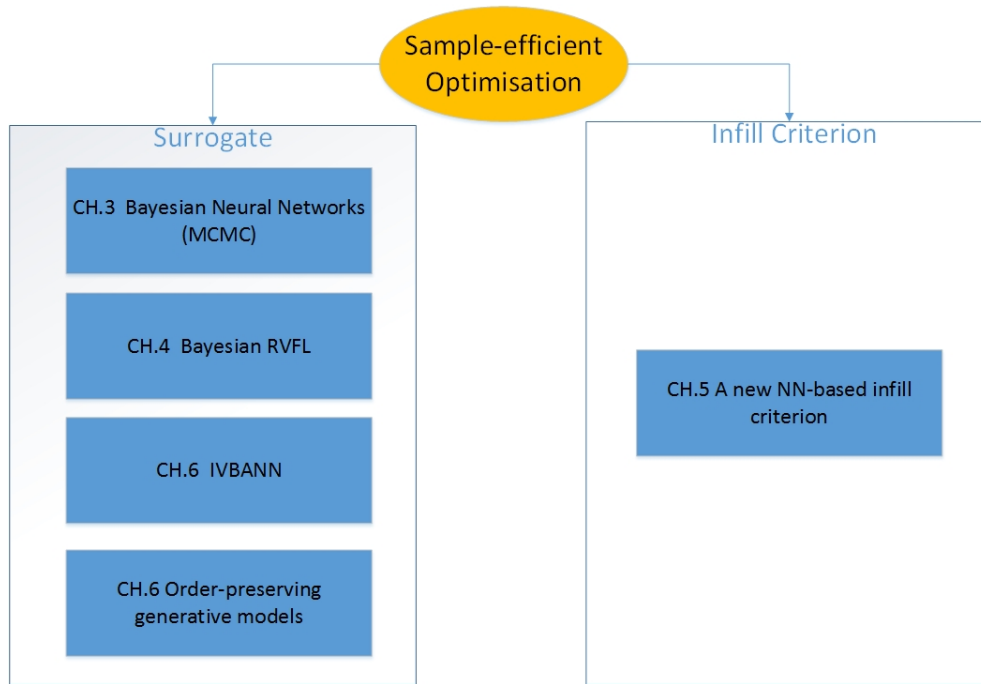 Sample-efficient
Optimisation
Surrogate
CH.3 Bayesian Neural Networks
(MCMC)
CH.4 Bayesian RVFL
CH.6 IVBANN
CH.6 Order-preserving
generative models
Infill Criterion
CH.5 A new NN-based infill
criterion